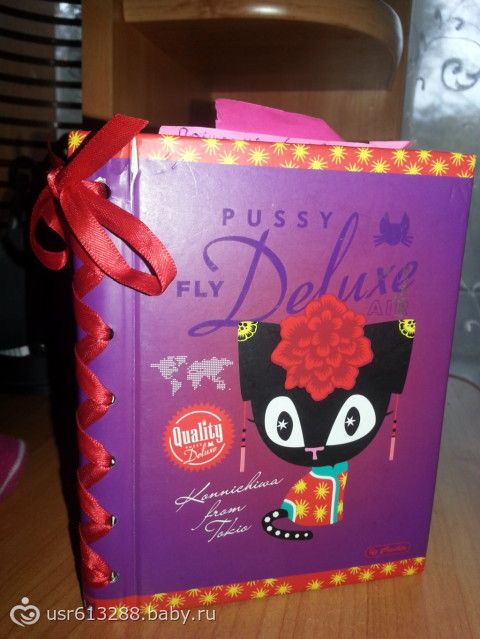 PUSSY
FLY Deluxe
AIR
Quality
Deluxe
Konnichiwa
from
Tokio
usr613288.baby.ru